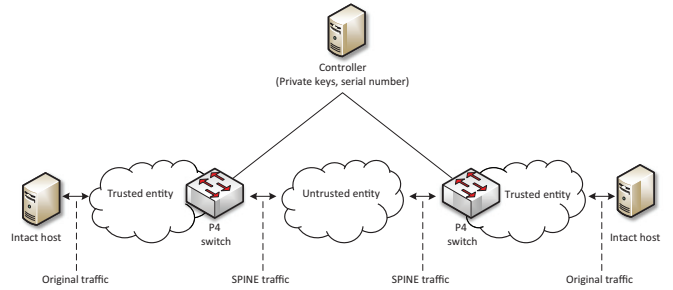 Controller
(Private keys, serial number)
Trusted entity
Untrusted entity
Trusted entity
Intact host
P4
switch
P4
switch
Intact host
Original traffic
SPINE traffic
SPINE traffic
Original traffic